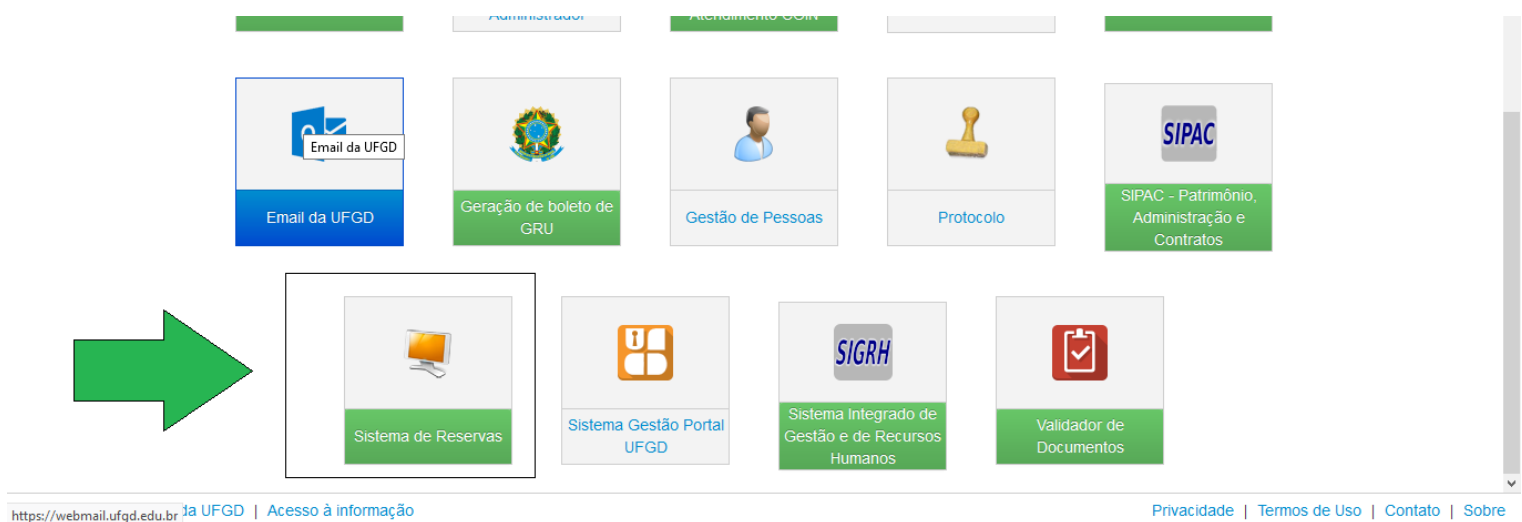 Administrador
Atendimento COIN
Email da UFGD
Email da UFGD
Geração de boleto de
GRU
Gestão de Pessoas
Protocolo
SIPAC
SIPAC - Patrimônio,
Administração e
Contratos
Sistema de Reservas
Sistema Gestão Portal
UFGD
SIGRH
Sistema Integrado de
Gestão e de Recursos
Humanos
Validador de
Documentos
https://webmail.ufgd.edu.br
da UFGD | Acesso à informação
Privacidade | Termos de Uso | Contato | Sobre